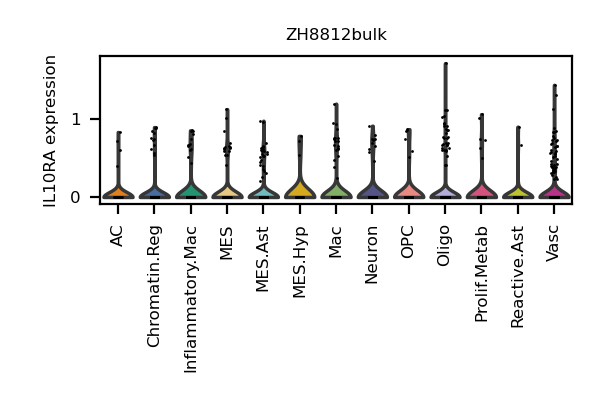 ZH8812bulk
IL10RA expression
1
0
AC
Chromatin.Reg
Inflammatory.Mac
MES
MES.Ast
MES.Hyp
Mac
Neuron
OPC
Oligo
Prolif.Metab
Reactive.Ast
Vasc